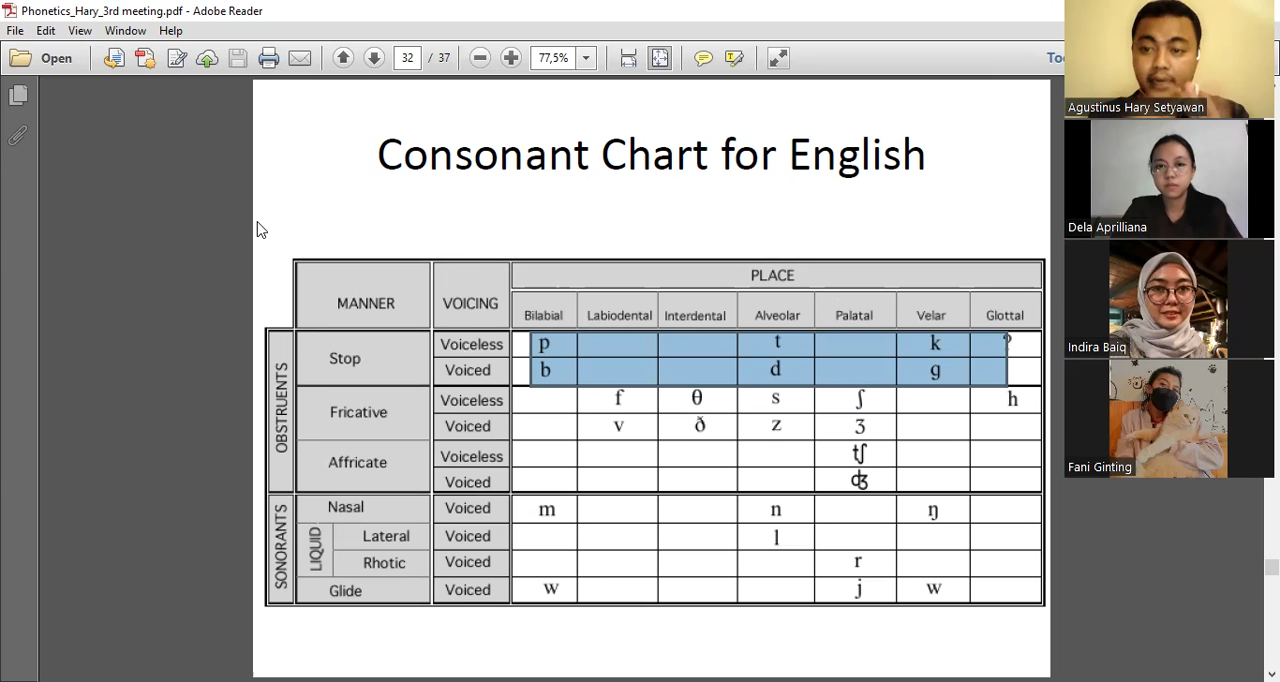 Phonetics_Hary_3rd meeting.pdf - Adobe Reader
File Edit View Window Help
Open 32 / 37 77,5%
Consonant Chart for English
MANNER VOICING PLACE
Bilabial Labiodental Interdental Alveolar Palatal Velar Glottal
OBSTRUENTS
Stop Voiceless p t k ʔ
Voiced b d g
Fricative Voiceless f θ s ʃ h
Voiced v ð z ʒ
Affricate Voiceless ʧ
Voiced ʤ
SONORANTS
Nasal Voiced m n ŋ
LIQUID
Lateral Voiced l
Rhotic Voiced r
Glide Voiced w j w
Agustinus Hary Setyawan
Dela Aprilliana
Indira Baiq
Fani Ginting